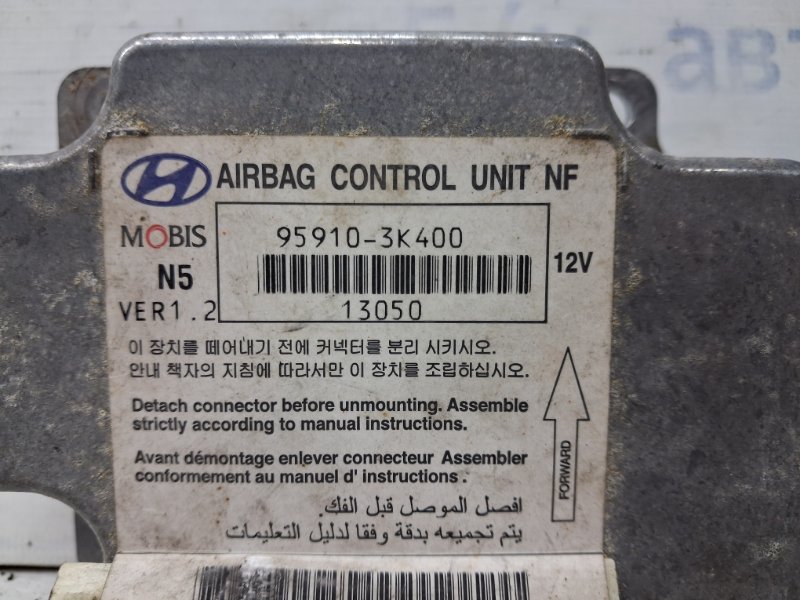 авт
AIRBAG CONTROL UNIT NF
MOBIS
95910-3K400
N5
12V
VER1.2
13050
이 장치를 떼어내기 전에 커넥터를 분리 시키시오.
안내 책자의 지침에 따라서만 이 장치를 조립하십시오.
Detach connector before unmounting. Assemble
strictly according to manual instructions.
FORWARD
Avant démontage enlever connecteur Assembler
conformement au manuel d' instructions .
افصل الموصل قبل الفك.
يتم تجميعه بدقة وفقا لدليل التعليمات